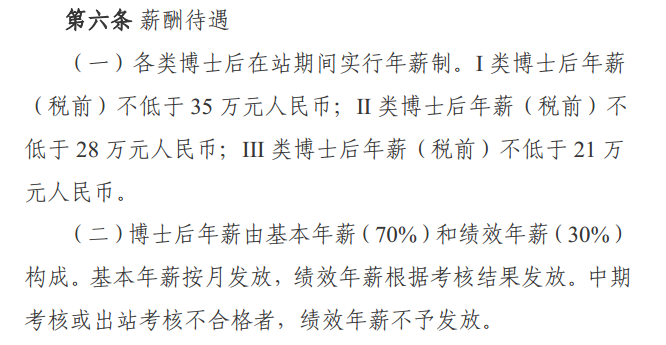 第六条 薪酬待遇
（一）各类博士后在站期间实行年薪制。I 类博士后年薪
（税前）不低于 35 万元人民币；II 类博士后年薪（税前）不
低于 28 万元人民币；III 类博士后年薪（税前）不低于 21 万
元人民币。
（二）博士后年薪由基本年薪（70%）和绩效年薪（30%）
构成。基本年薪按月发放，绩效年薪根据考核结果发放。中期
考核或出站考核不合格者，绩效年薪不予发放。